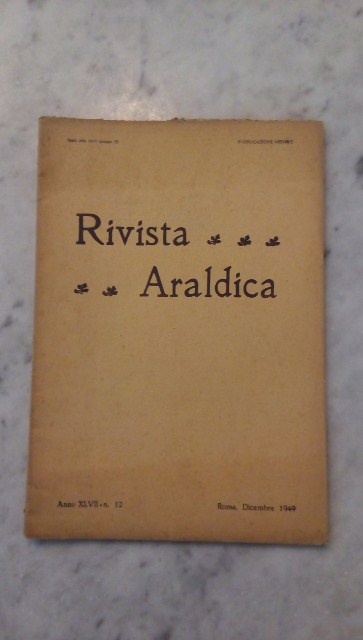 Rivista
Araldica
Anno XLVII - n. 12
Roma, Dicembre 1949